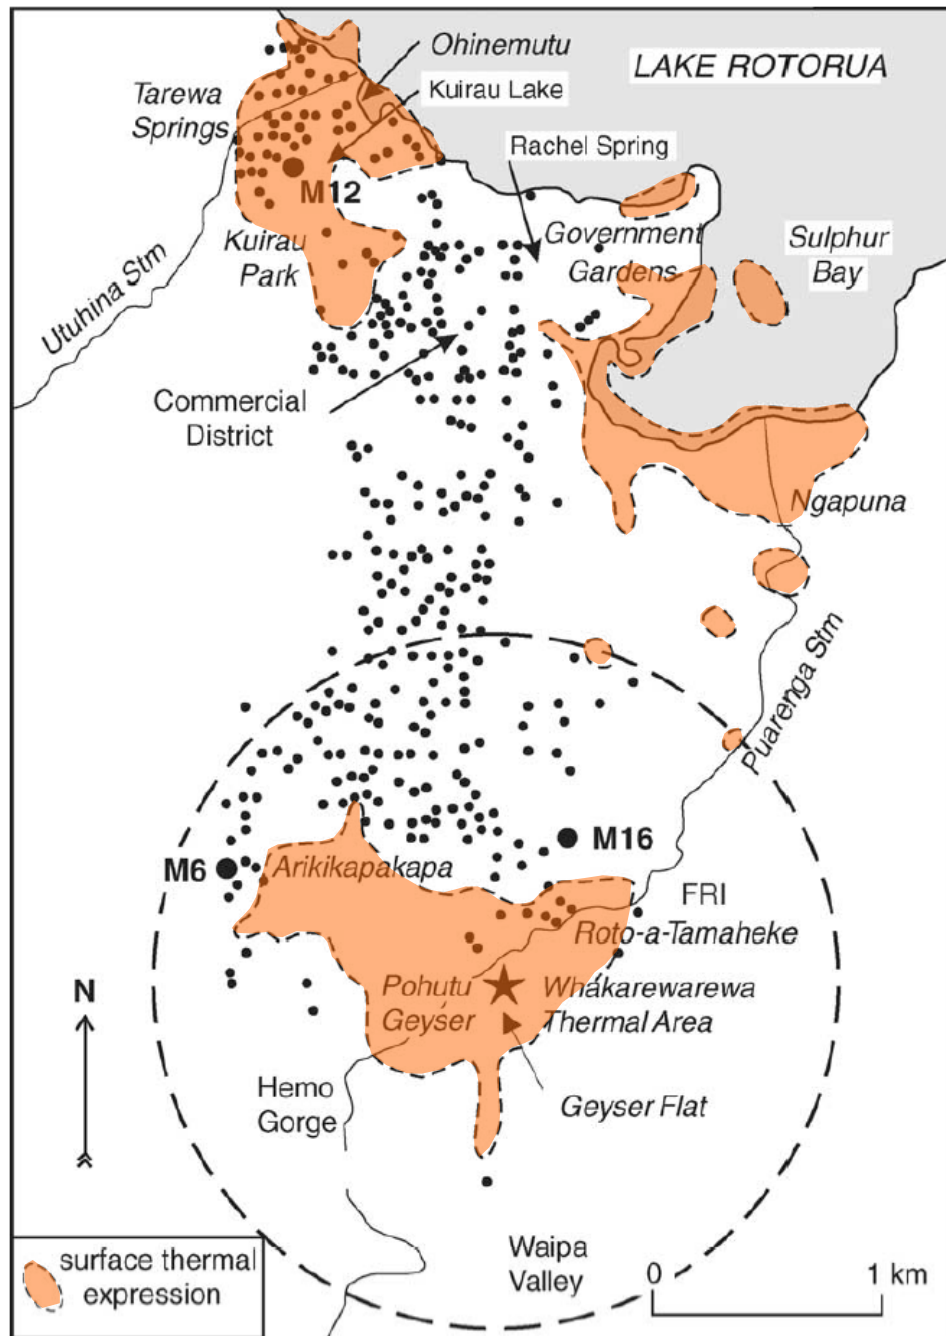 Ohinemutu
LAKE ROTORUA
Kuirau Lake
Tarewa
Springs
Rachel Spring
M12
Kuirau
Park
Government
Gardens
Sulphur
Bay
Utuhina Stm
Commercial
District
Ngapuna
Puarenga Stm
M16
M6
Arikikapakapa
FRI
Roto-a-Tamaheke
N
Pohutu
Geyser
Whakarewarewa
Thermal Area
Hemo
Gorge
Geyser Flat
Waipa
Valley
surface thermal
expression
0
1 km